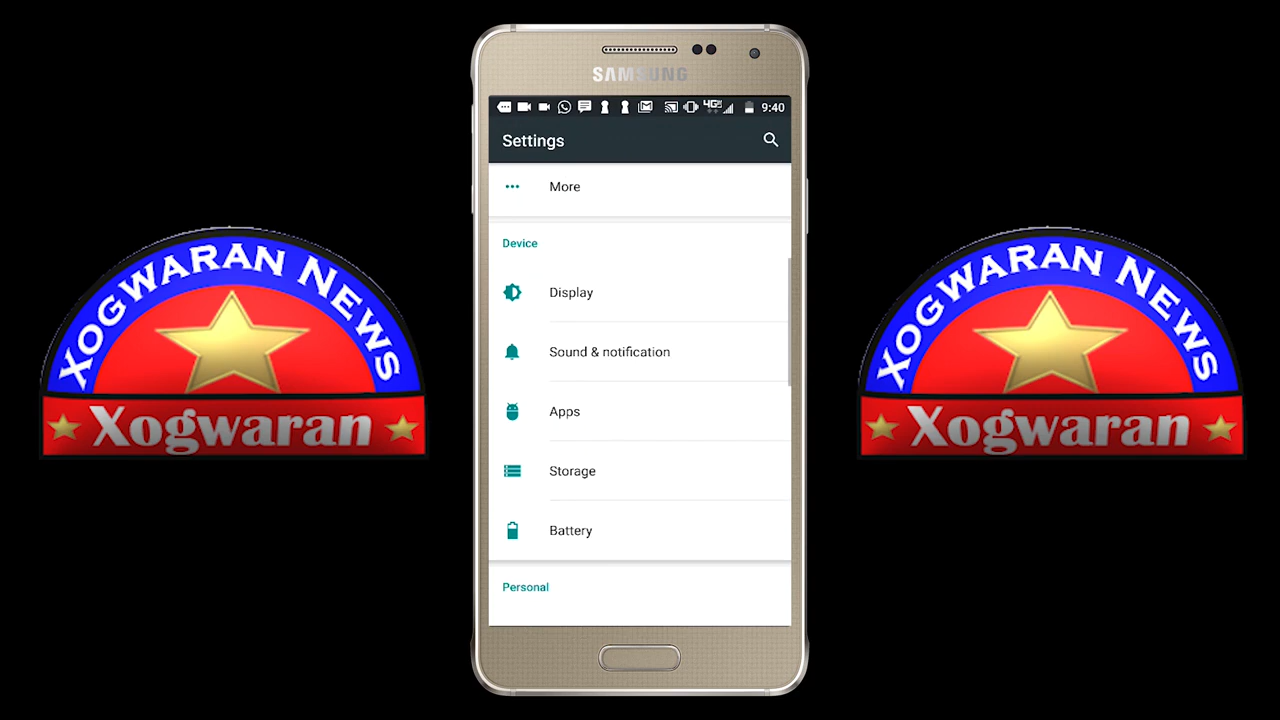 XOGWARAN NEWS
Xogwaran
SAMSUNG
4G
9:40
Settings
More
Device
Display
Sound & notification
Apps
Storage
Battery
Personal
XOGWARAN NEWS
Xogwaran